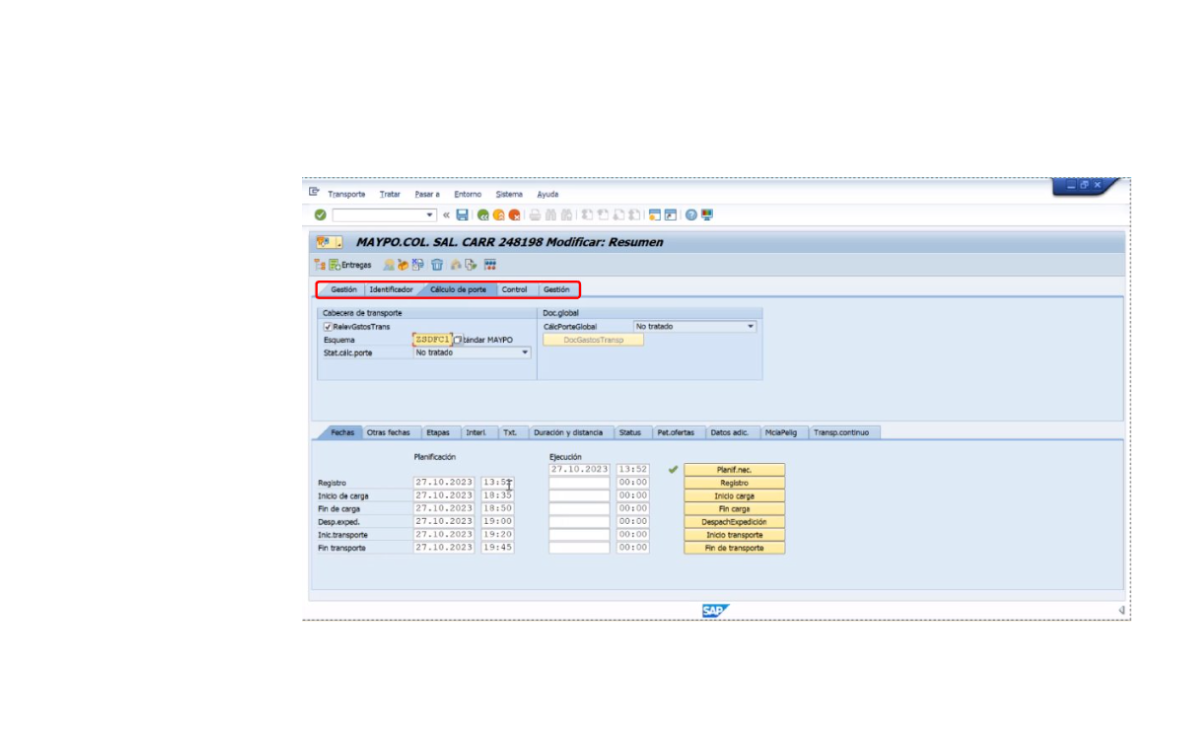 Transporte Tratar Pasar a Entorno Sistema Ayuda
MAYPO.COL. SAL. CARR 248198 Modificar: Resumen
Entregas
Gestión Identificador Cálculo de porte Control Gestión
Cabecera de transporte Doc.global
RelevGstosTrans CálcPorteGlobal No tratado
Esquema ZSDFC1 tándar MAYPO DocGastosTransp
Stat.cálc.porte No tratado
Fechas Otras fechas Etapas Interl. Txt. Duración y distancia Status Pet.ofertas Datos adic. MciaPelig Transp.continuo
Planificación Ejecución
27.10.2023 13:52 Planif.nec.
Registro 27.10.2023 13:52 00:00 Registro
Inicio de carga 27.10.2023 18:35 00:00 Inicio carga
Fin de carga 27.10.2023 18:50 00:00 Fin carga
Desp.exped. 27.10.2023 19:00 00:00 DespachExpedición
Inic.transporte 27.10.2023 19:20 00:00 Inicio transporte
Fin transporte 27.10.2023 19:45 00:00 Fin de transporte
SAP